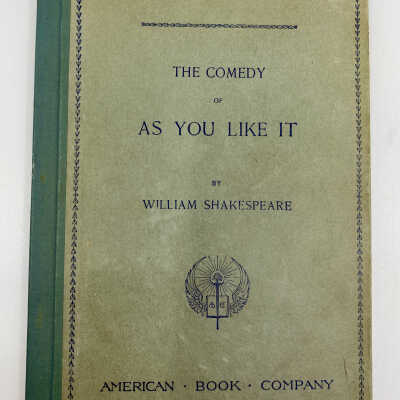 THE COMEDY
OF
AS YOU LIKE IT
BY
WILLIAM SHAKESPEARE
AMERICAN · BOOK · COMPANY